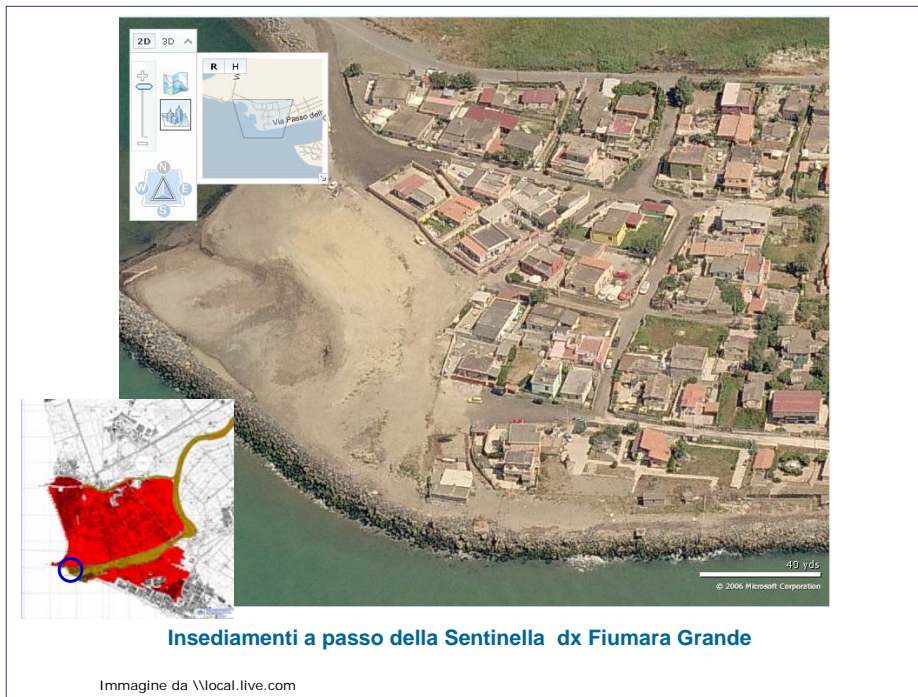 2D 3D
R H
Via Passo dell
N
W E
S
40 yds
© 2006 Microsoft Corporation
Insediamenti a passo della Sentinella dx Fiumara Grande
Immagine da \\local.live.com